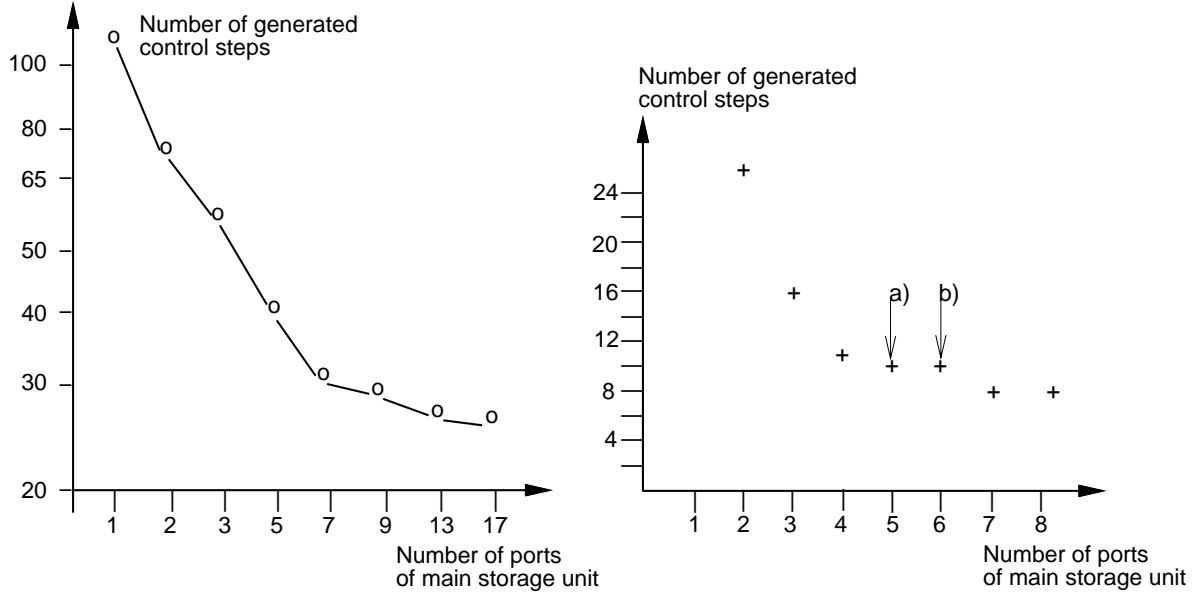 Number of generated
control steps
100
80
65
50
40
30
20
1 2 3 5 7 9 13 17
Number of ports
of main storage unit
Number of generated
control steps
24
20
16
12
8
4
a) b)
1 2 3 4 5 6 7 8
Number of ports
of main storage unit